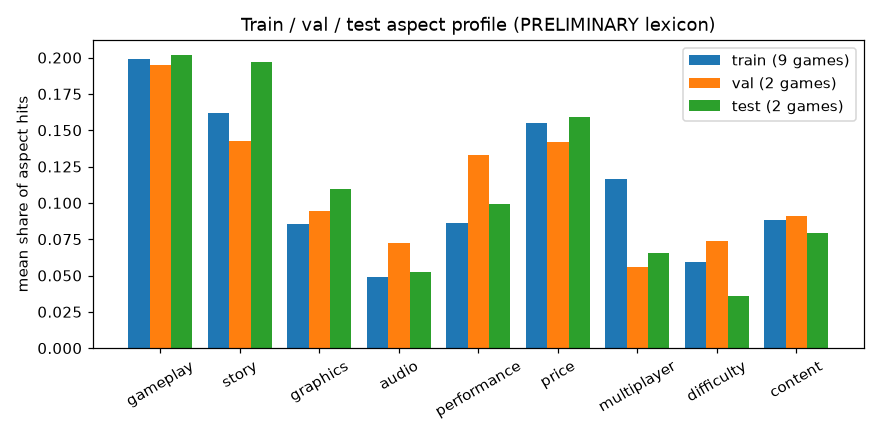 Train / val / test aspect profile (PRELIMINARY lexicon)
train (9 games)
val (2 games)
test (2 games)
mean share of aspect hits
0.200
0.175
0.150
0.125
0.100
0.075
0.050
0.025
0.000
gameplay
story
graphics
audio
performance
price
multiplayer
difficulty
content